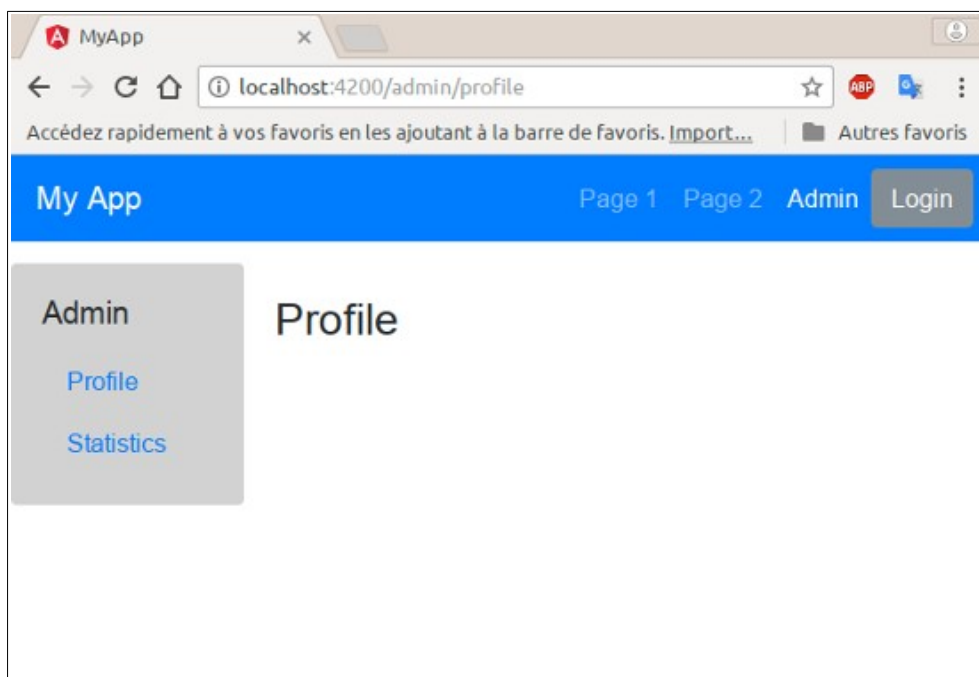 MyApp
localhost:4200/admin/profile
ABP
Accédez rapidement à vos favoris en les ajoutant à la barre de favoris. Import... Autres favoris
My App Page 1 Page 2 Admin Login
Admin
Profile
Profile
Statistics